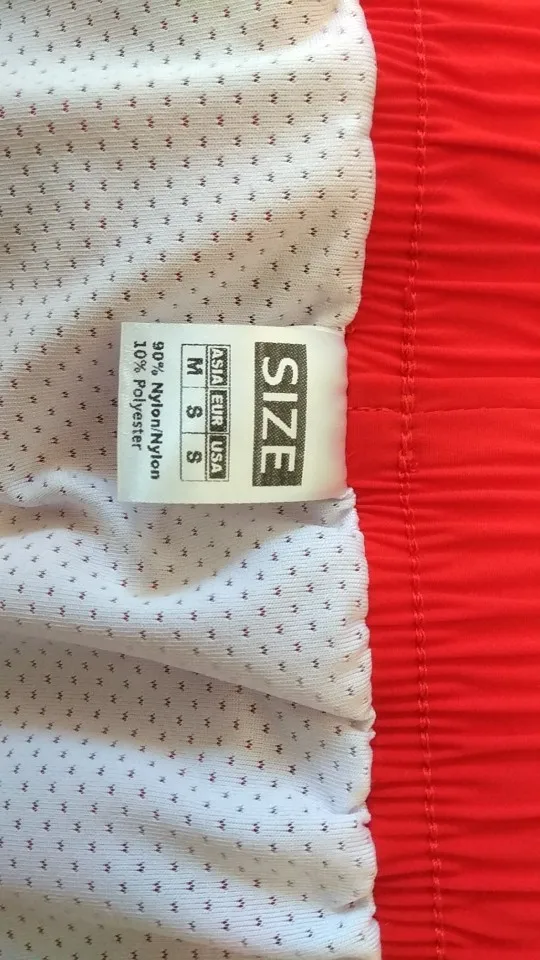 SIZE
ASIA EUR USA
M S S
90% Nylon/Nylon
10% Polyester